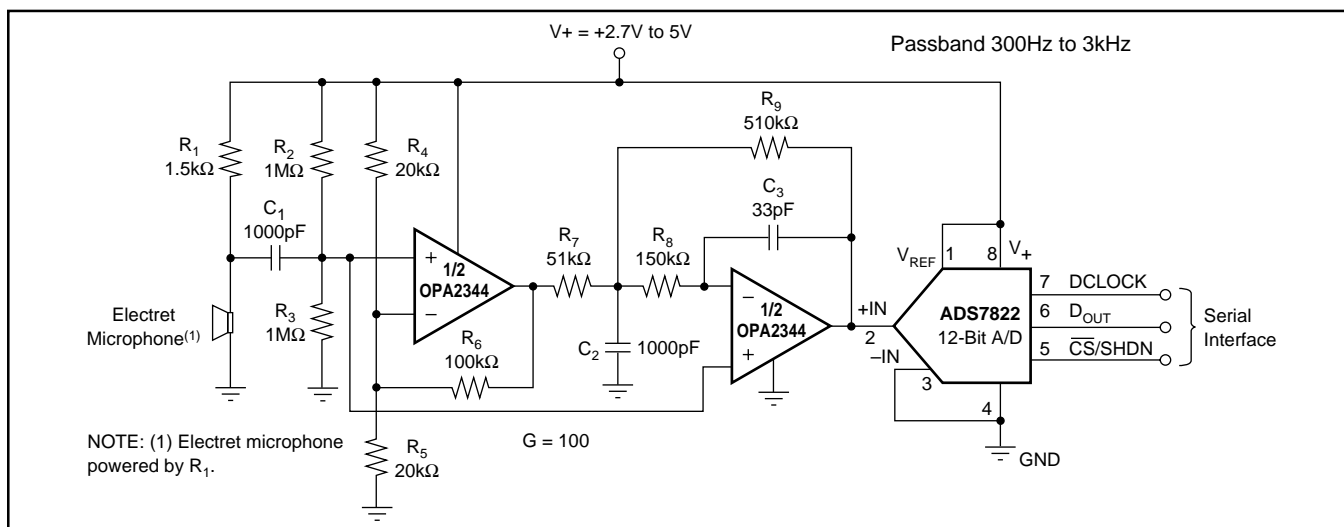 V+ = +2.7V to 5V
Passband 300Hz to 3kHz
R1
1.5kΩ
R2
1MΩ
R4
20kΩ
R9
510kΩ
C3
33pF
C1
1000pF
R7
51kΩ
R8
150kΩ
VREF
1
8
V+
+
1/2
OPA2344
−
−
1/2
OPA2344
+
+IN
2
−IN
3
ADS7822
12-Bit A/D
7
DCLOCK
6
DOUT
5
CS/SHDN
4
Serial
Interface
Electret
Microphone(1)
R3
1MΩ
R6
100kΩ
C2
1000pF
G = 100
R5
20kΩ
GND
NOTE: (1) Electret microphone
powered by R1.